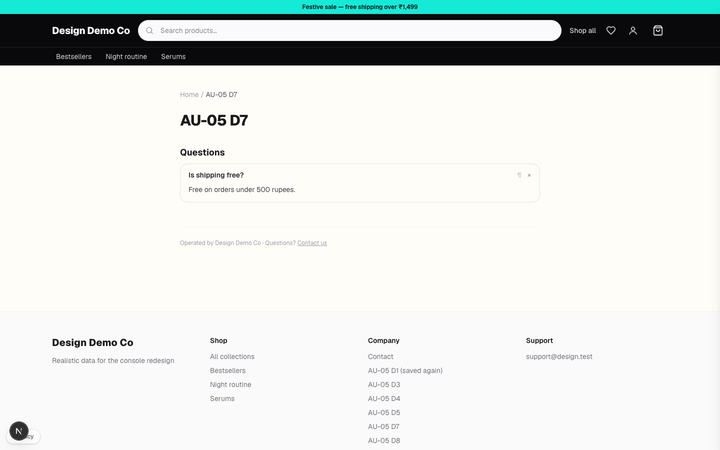 Festive sale — free shipping over ₹1,499
Design Demo Co
Search products...
Shop all
Bestsellers
Night routine
Serums
Home / AU-05 D7
AU-05 D7
Questions
Is shipping free?
Free on orders under 500 rupees.
Operated by Design Demo Co · Questions? Contact us
Design Demo Co
Realistic data for the console redesign
Shop
All collections
Bestsellers
Night routine
Serums
Company
Contact
AU-05 D1 (saved again)
AU-05 D3
AU-05 D4
AU-05 D5
AU-05 D7
AU-05 D8
Support
support@design.test
N